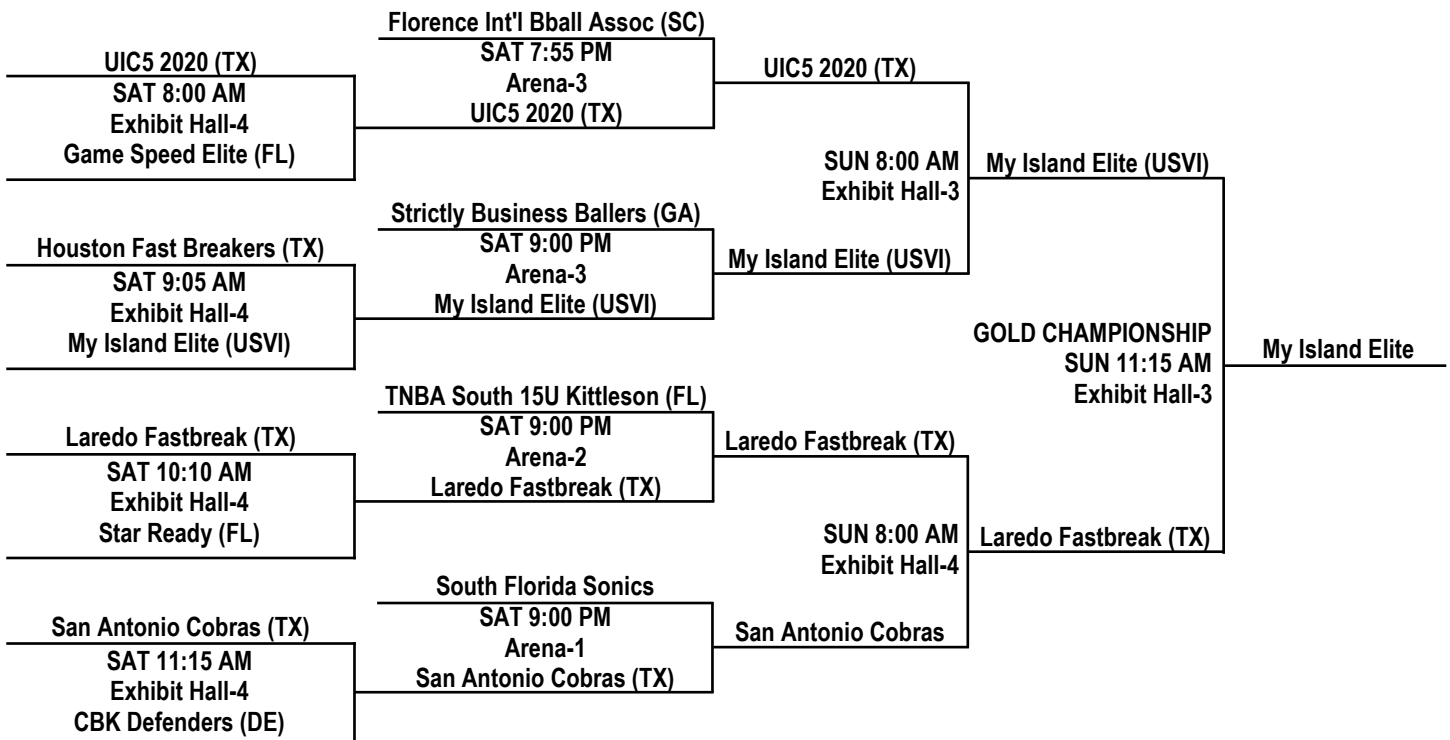 Florence Int'l Bball Assoc (SC)
UIC5 2020 (TX)
SAT 7:55 PM
UIC5 2020 (TX)
SAT 8:00 AM
Arena-3
Exhibit Hall-4
UIC5 2020 (TX)
Game Speed Elite (FL)
SUN 8:00 AM
My Island Elite (USVI)
Exhibit Hall-3
Strictly Business Ballers (GA)
Houston Fast Breakers (TX)
SAT 9:00 PM
My Island Elite (USVI)
SAT 9:05 AM
Arena-3
Exhibit Hall-4
My Island Elite (USVI)
My Island Elite (USVI)
GOLD CHAMPIONSHIP
SUN 11:15 AM
My Island Elite
Exhibit Hall-3
TNBA South 15U Kittleson (FL)
Laredo Fastbreak (TX)
SAT 9:00 PM
Laredo Fastbreak (TX)
SAT 10:10 AM
Arena-2
Exhibit Hall-4
Laredo Fastbreak (TX)
Star Ready (FL)
SUN 8:00 AM
Laredo Fastbreak (TX)
Exhibit Hall-4
South Florida Sonics
San Antonio Cobras (TX)
SAT 9:00 PM
San Antonio Cobras
SAT 11:15 AM
Arena-1
Exhibit Hall-4
San Antonio Cobras (TX)
CBK Defenders (DE)